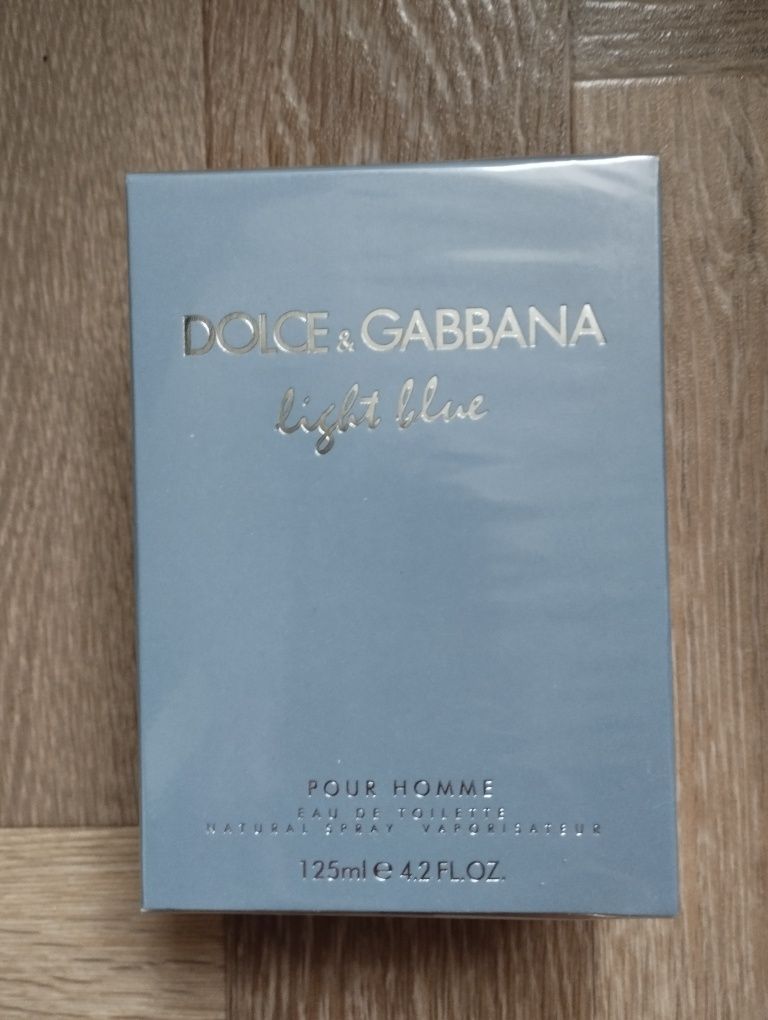 DOLCE & GABBANA
light blue
POUR HOMME
EAU DE TOILETTE
NATURAL SPRAY VAPORISATEUR
125ml e 4.2 FL.OZ.